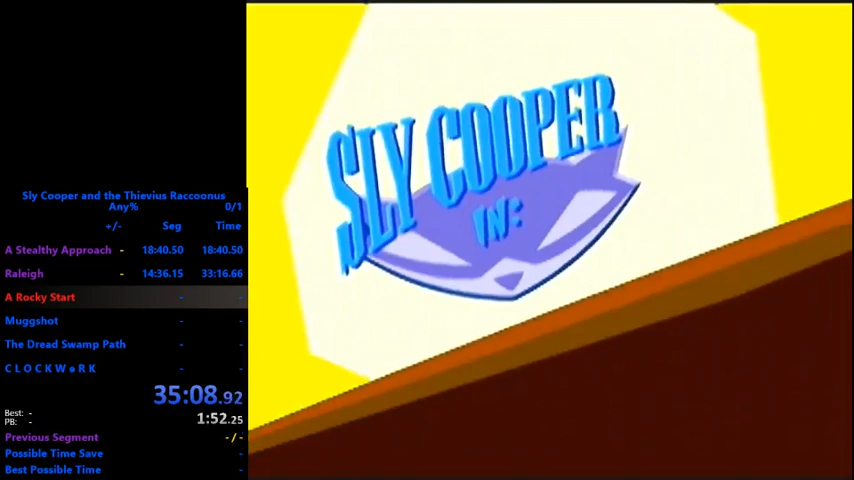 Sly Cooper and the Thievius Raccoonus
Any% 0/1
+/- Seg Time
A Stealthy Approach - 18:40.50 18:40.50
Raleigh - 14:36.15 33:16.66
A Rocky Start - -
Muggshot - -
The Dread Swamp Path - -
C L O C K W e R K - -
35:08.92
Best: -
PB: -
1:52.25
Previous Segment -/-
Possible Time Save -
Best Possible Time -
SLY COOPER
IN: